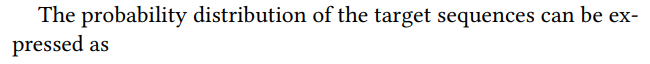 The probability distribution of the target sequences can be ex-
pressed as